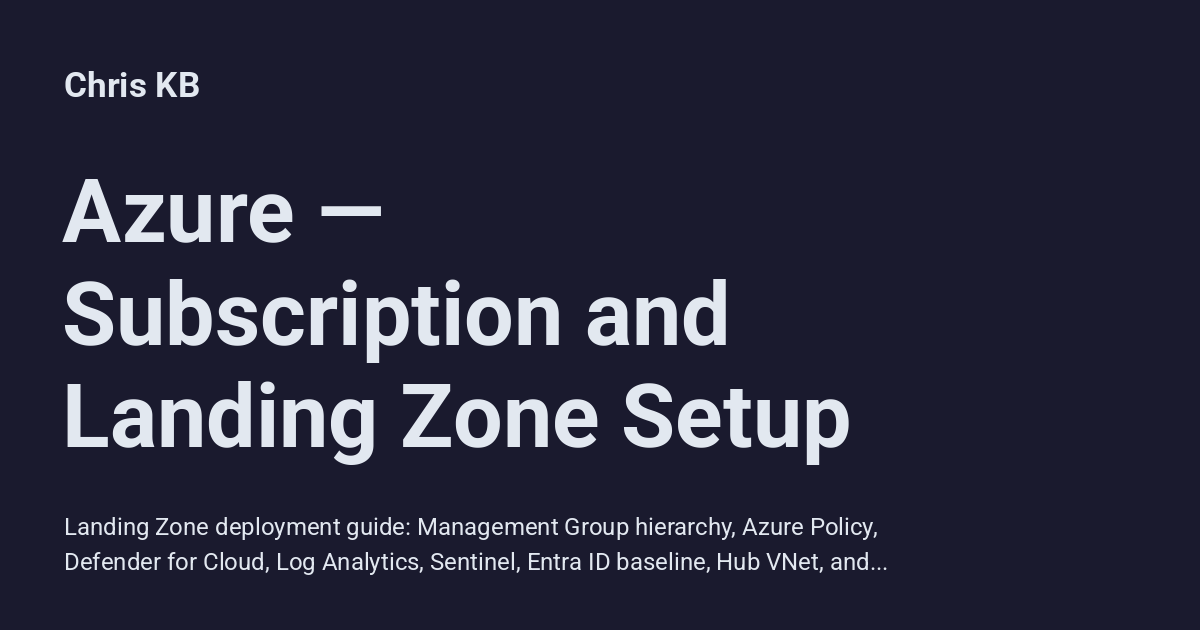 Chris KB
Azure —
Subscription and
Landing Zone Setup
Landing Zone deployment guide: Management Group hierarchy, Azure Policy,
Defender for Cloud, Log Analytics, Sentinel, Entra ID baseline, Hub VNet, and...